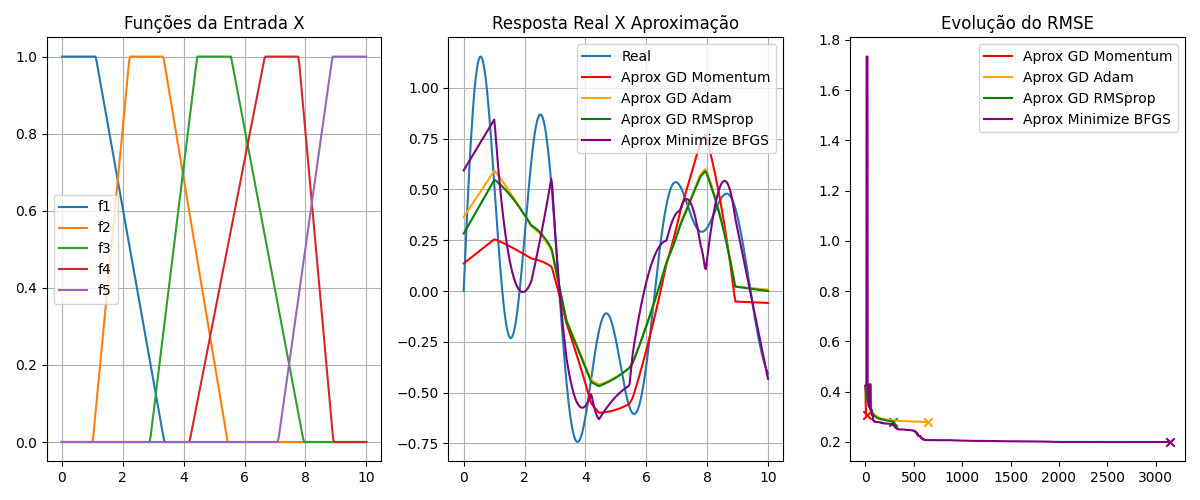 Funções da Entrada X
1.0
0.8
0.6
0.4
0.2
0.0
f1
f2
f3
f4
f5
0 2 4 6 8 10
Resposta Real X Aproximação
1.00
0.75
0.50
0.25
0.00
−0.25
−0.50
−0.75
Real
Aprox GD Momentum
Aprox GD Adam
Aprox GD RMSprop
Aprox Minimize BFGS
0 2 4 6 8 10
Evolução do RMSE
1.8
1.6
1.4
1.2
1.0
0.8
0.6
0.4
0.2
Aprox GD Momentum
Aprox GD Adam
Aprox GD RMSprop
Aprox Minimize BFGS
0 500 1000 1500 2000 2500 3000